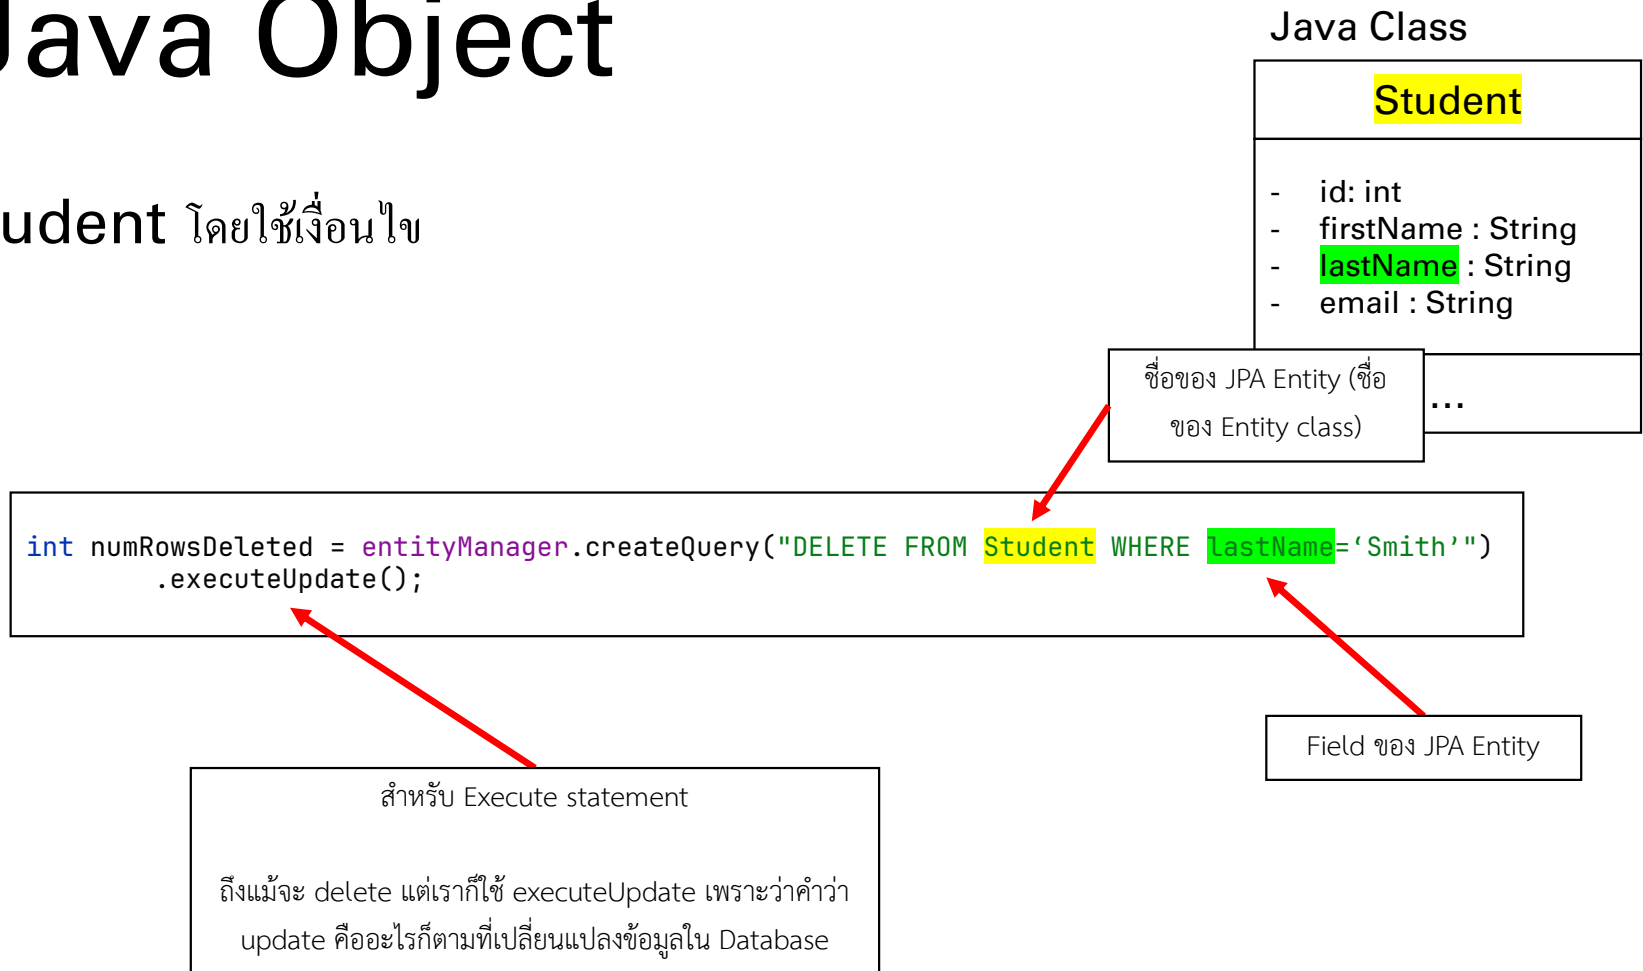 Java Object
Java Class
Student
- id: int
- firstName : String
- lastName : String
- email : String
...
udent โดยใช้เงื่อนไข
ชื่อของ JPA Entity (ชื่อ
ของ Entity class)
int numRowsDeleted = entityManager.createQuery("DELETE FROM Student WHERE lastName=‘Smith’")
.executeUpdate();
Field ของ JPA Entity
สำหรับ Execute statement
ถึงแม้จะ delete แต่เราก็ใช้ executeUpdate เพราะว่าคำว่า
update คืออะไรก็ตามที่เปลี่ยนแปลงข้อมูลใน Database